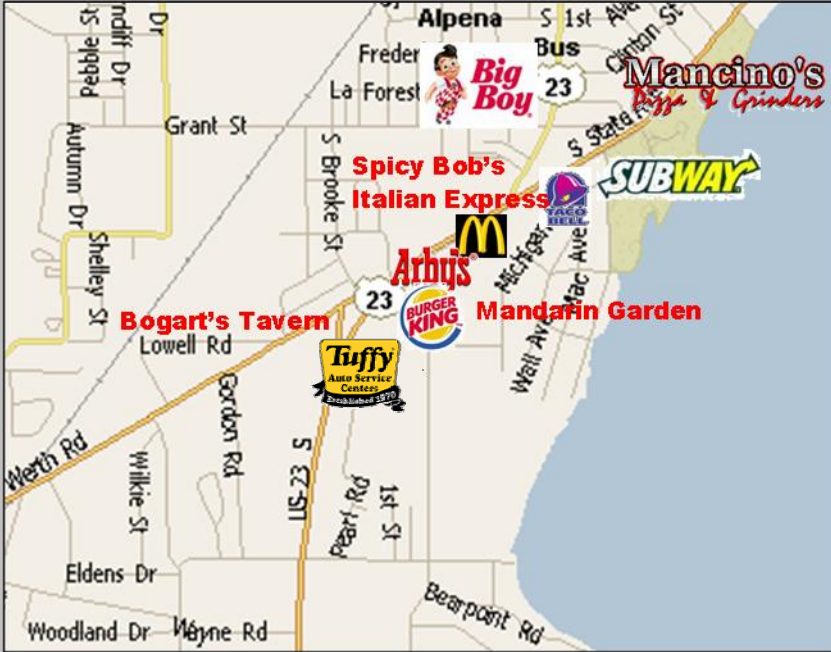 Alpena
S 1st
Ave
Clinton St
Pebble St
ndiff Dr
Dr
Freder
Bus
23
La Forest
Big
Boy
Mancino's
Pizza & Grinders
Grant St
S State
Autumn Dr
S Brooke St
Spicy Bob's
Italian Express
TACO
BELL
SUBWAY
Shelley St
Arby's
Michigan
Mac Ave
23
BURGER
KING
Mandarin Garden
Bogart's Tavern
Lowell Rd
Tuffy
Auto Service
Centers
Established 1970
Wall Ave
Gordon Rd
Werth Rd
Wilkie St
US-23 S
Pearl Rd
1st St
Eldens Dr
Bearpoint Rd
Woodland Dr
Wayne Rd